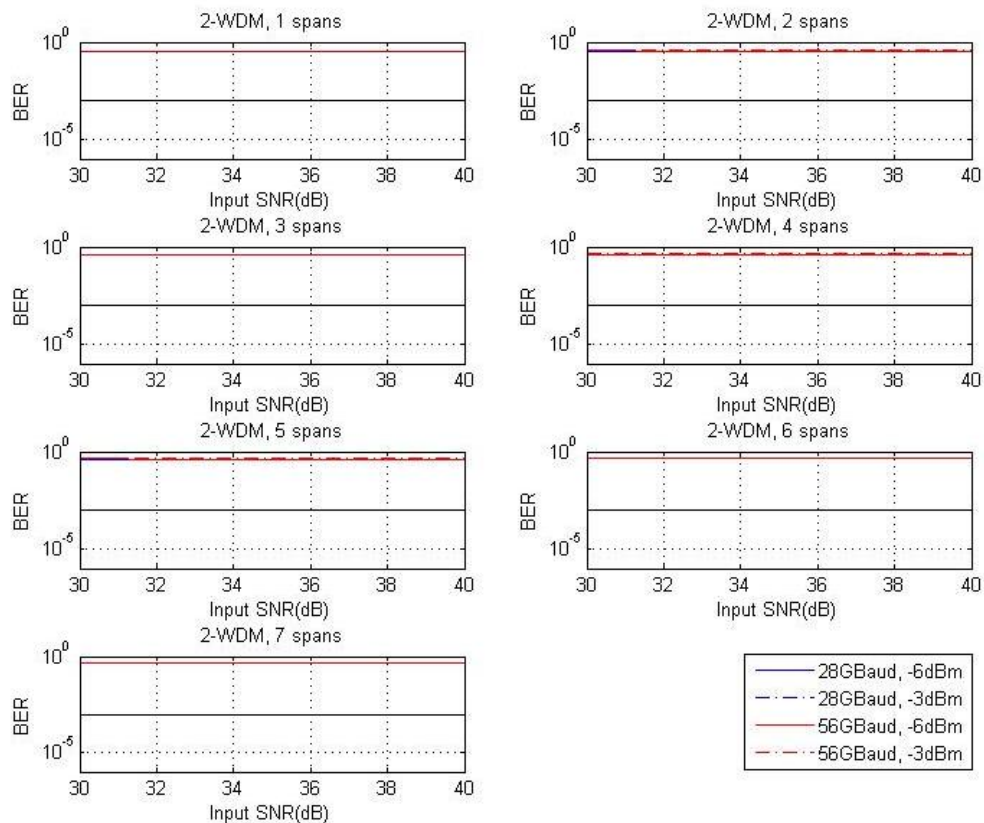 2-WDM, 1 spans
10^0
10^-5
BER
30 32 34 36 38 40
Input SNR(dB)
2-WDM, 2 spans
10^0
10^-5
BER
30 32 34 36 38 40
Input SNR(dB)
2-WDM, 3 spans
10^0
10^-5
BER
30 32 34 36 38 40
Input SNR(dB)
2-WDM, 4 spans
10^0
10^-5
BER
30 32 34 36 38 40
Input SNR(dB)
2-WDM, 5 spans
10^0
10^-5
BER
30 32 34 36 38 40
Input SNR(dB)
2-WDM, 6 spans
10^0
10^-5
BER
30 32 34 36 38 40
Input SNR(dB)
2-WDM, 7 spans
10^0
10^-5
BER
30 32 34 36 38 40
Input SNR(dB)
28GBaud, -6dBm
28GBaud, -3dBm
56GBaud, -6dBm
56GBaud, -3dBm